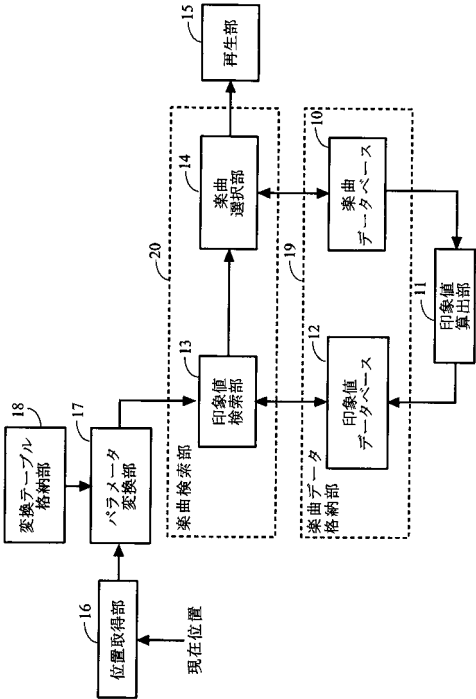 現在位置
位置取得部
16
変換テーブル
格納部
18
パラメータ
変換部
17
楽曲検索部
20
印象値
検索部
13
楽曲
選択部
14
再生部
15
楽曲データ
格納部
19
印象値
データベース
12
楽曲
データベース
10
印象値
算出部
11